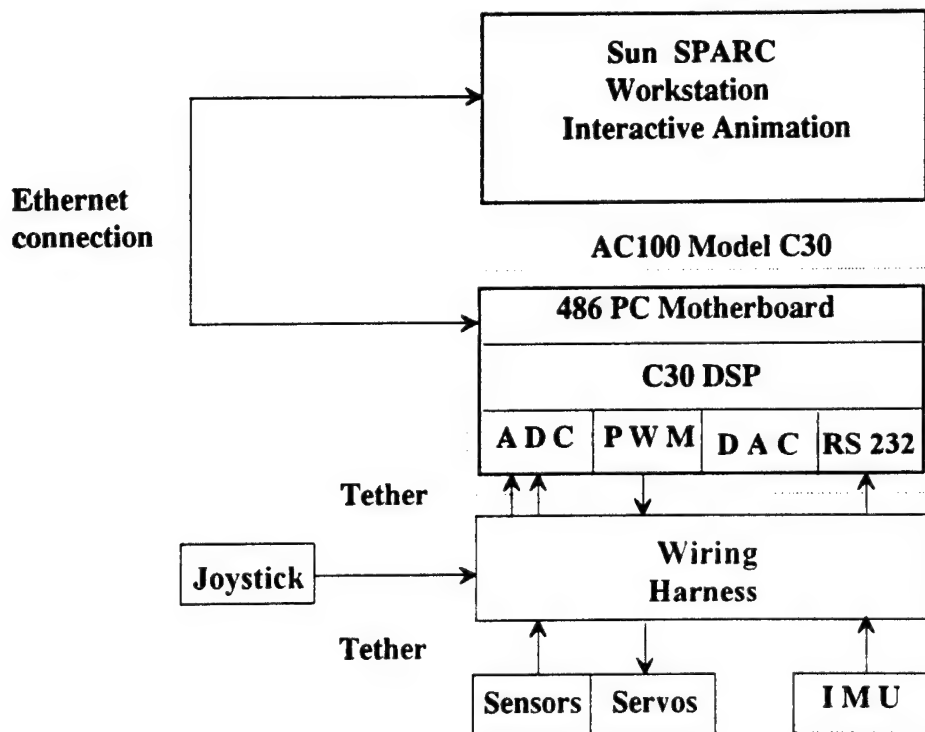 Sun SPARC
Workstation
Interactive Animation
Ethernet
connection
AC100 Model C30
486 PC Motherboard
C30 DSP
A D C
P W M
D A C
RS 232
Tether
Joystick
Wiring
Harness
Tether
Sensors
Servos
I M U